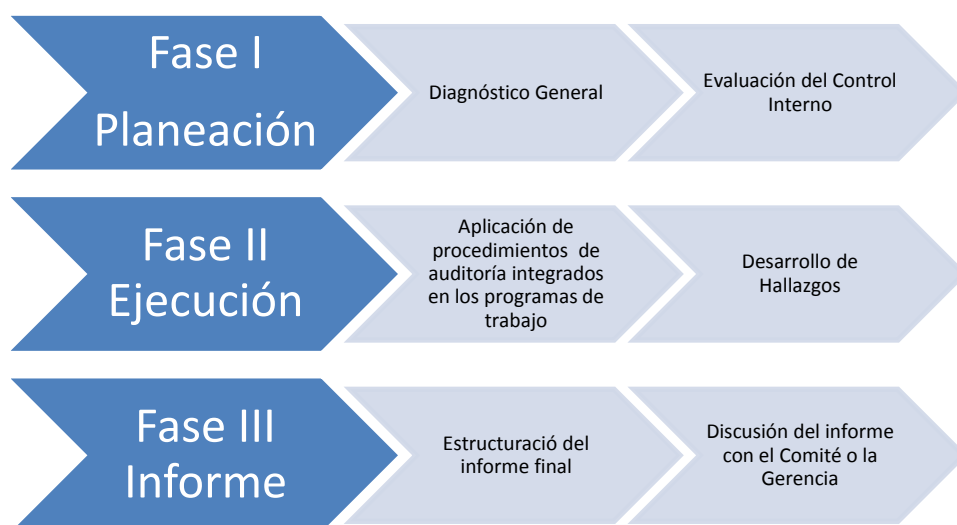 Fase I
Planeación
Diagnóstico General
Evaluación del Control
Interno
Fase II
Ejecución
Aplicación de
procedimientos de
auditoría integrados
en los programas de
trabajo
Desarrollo de
Hallazgos
Fase III
Informe
Estructuració del
informe final
Discusión del informe
con el Comité o la
Gerencia